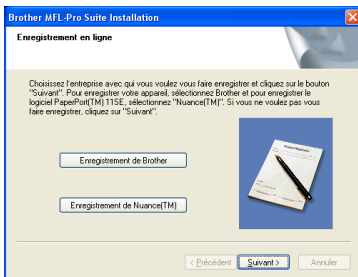 Brother MFL-Pro Suite Installation
Enregistrement en ligne
Choisissez l'entreprise avec qui vous voulez vous faire enregistrer et cliquez sur le bouton
"Suivant". Pour enregistrer votre appareil, sélectionnez Brother et pour enregistrer le
logiciel PaperPort(TM) 11SE, sélectionnez "Nuance(TM)". Si vous ne voulez pas vous
faire enregistrer, cliquez sur "Suivant".
Enregistrement de Brother
Enregistrement de Nuance(TM)
< Précédent
Suivant >
Annuler